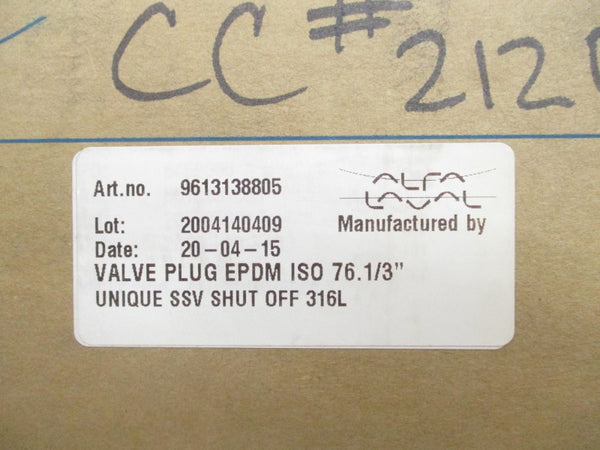 CC # 212
Art.no. 9613138805
ALFA
LAVAL
Lot: 2004140409
Manufactured by
Date: 20-04-15
VALVE PLUG EPDM ISO 76.1/3”
UNIQUE SSV SHUT OFF 316L